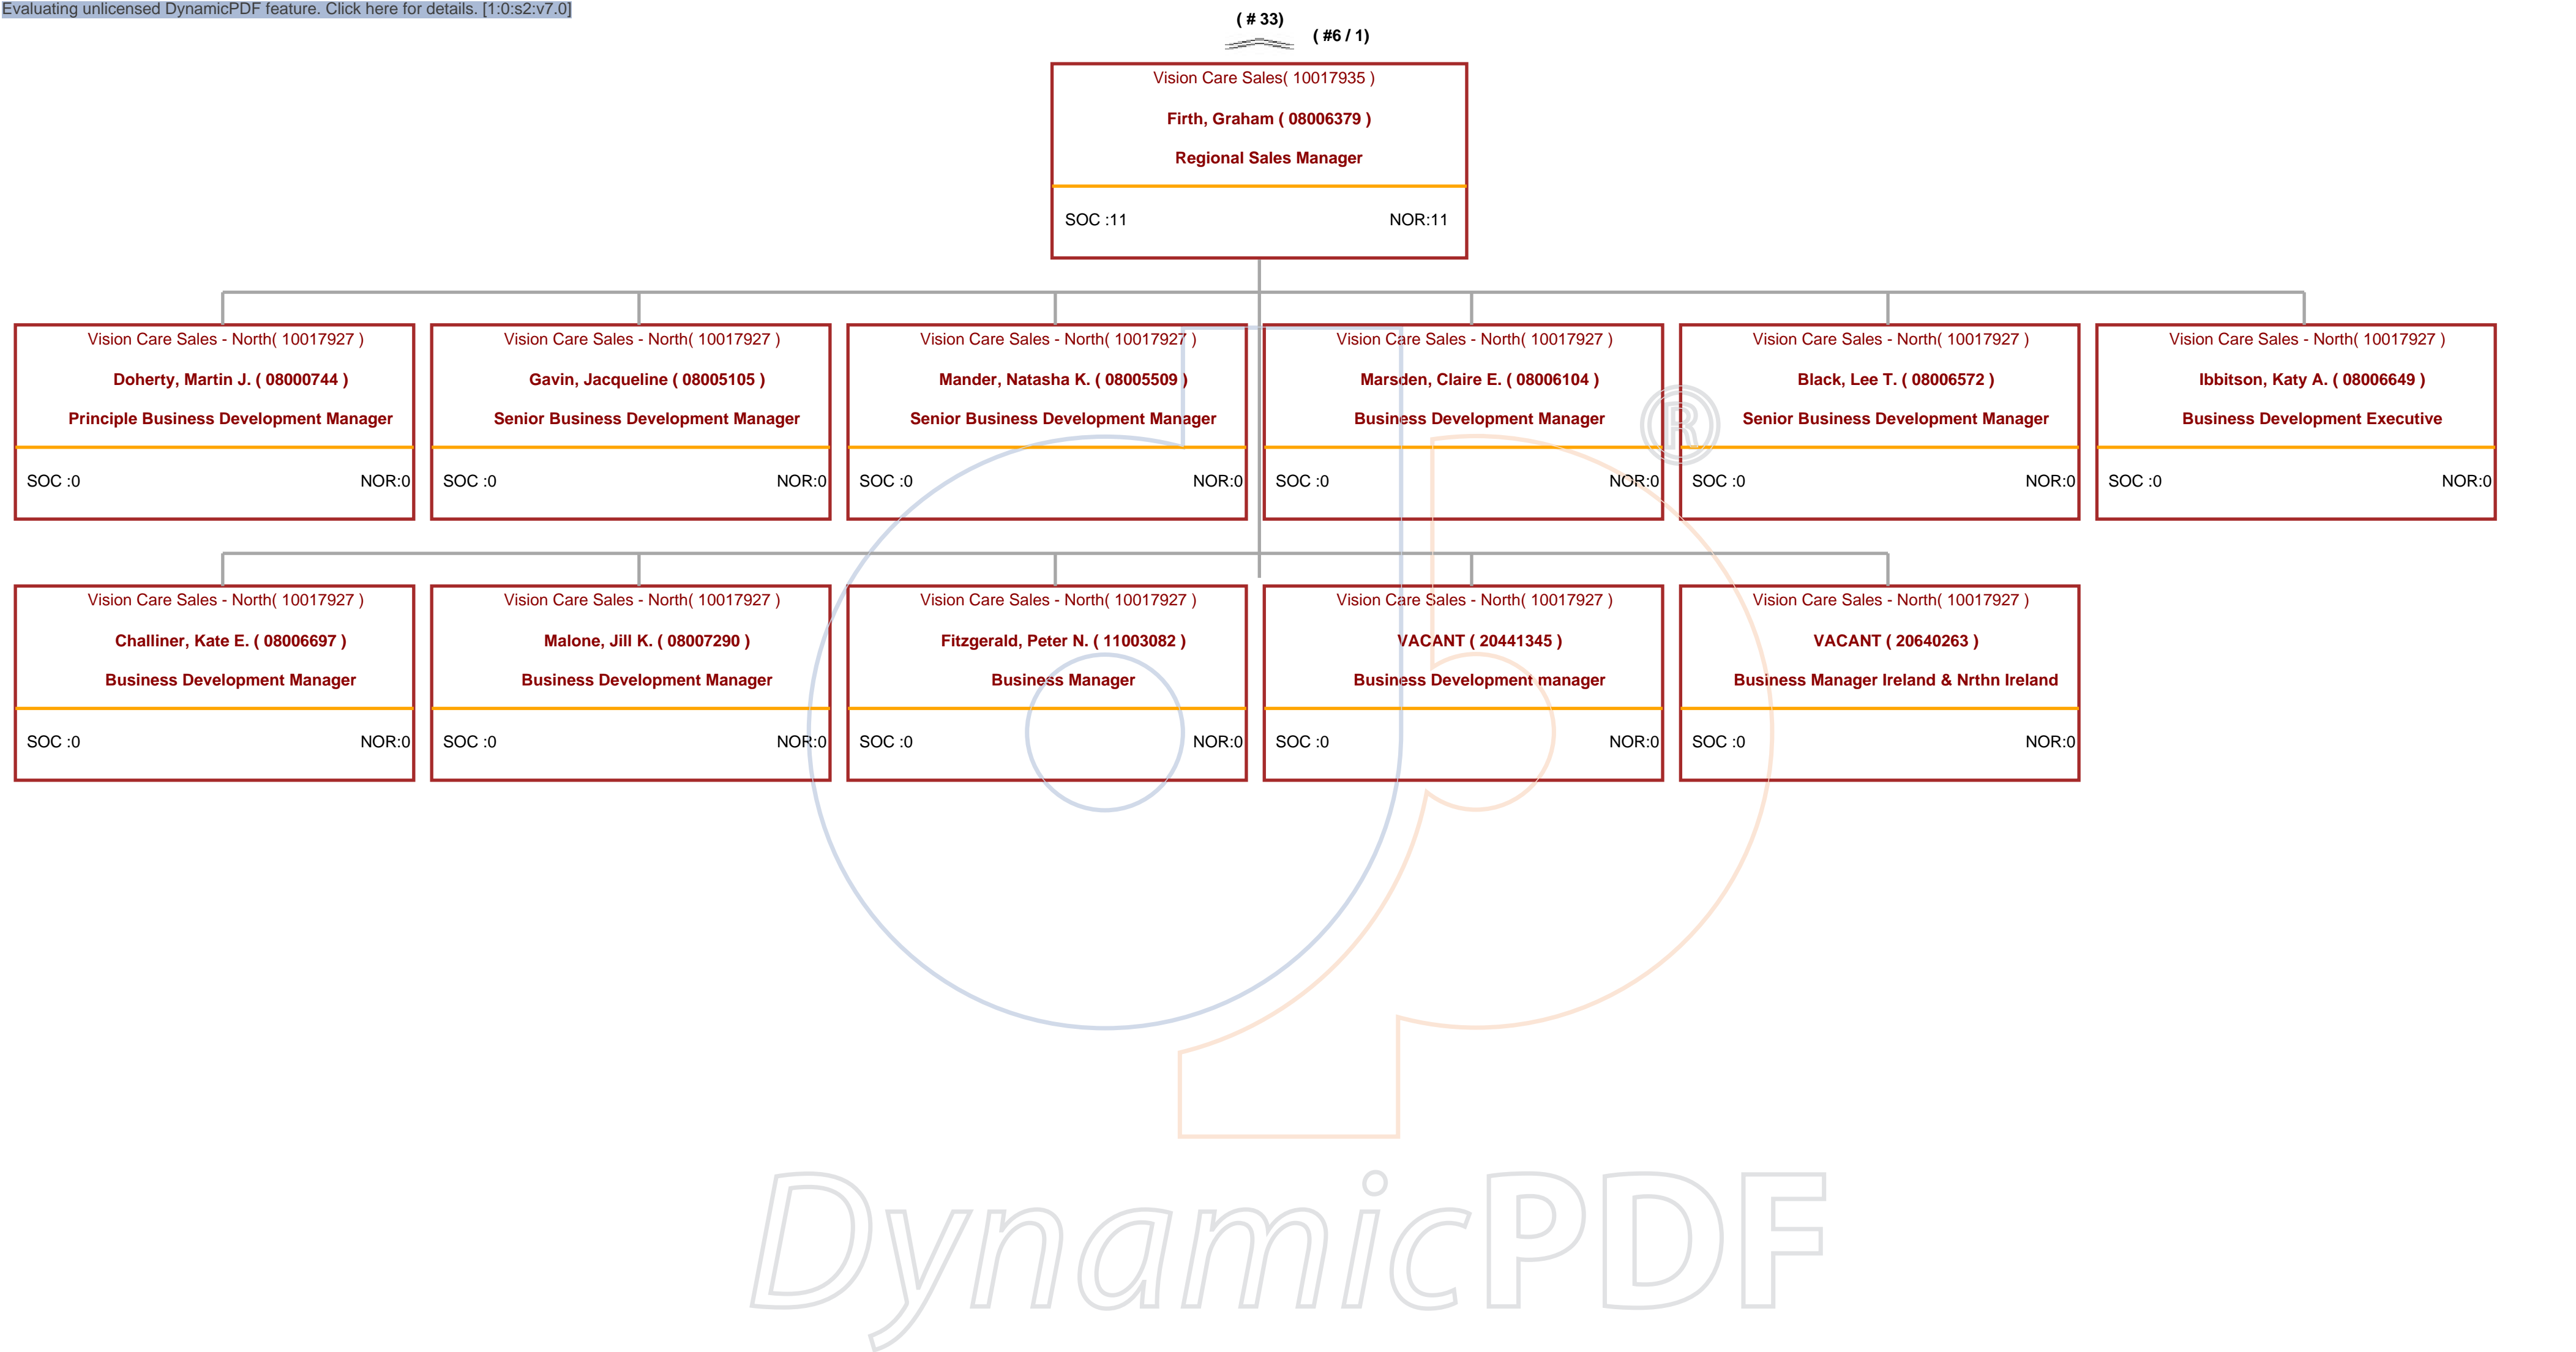 Evaluating unlicensed DynamicPDF feature. Click here for details. [1:0:s2:v7.0]
( # 33)
( #6 / 1)
Vision Care Sales( 10017935 )
Firth, Graham ( 08006379 )
Regional Sales Manager
SOC :11 NOR:11
Vision Care Sales - North( 10017927 )
Doherty, Martin J. ( 08000744 )
Principle Business Development Manager
SOC :0 NOR:0
Vision Care Sales - North( 10017927 )
Gavin, Jacqueline ( 08005105 )
Senior Business Development Manager
SOC :0 NOR:0
Vision Care Sales - North( 10017927 )
Mander, Natasha K. ( 08005509 )
Senior Business Development Manager
SOC :0 NOR:0
Vision Care Sales - North( 10017927 )
Marsden, Claire E. ( 08006104 )
Business Development Manager
SOC :0 NOR:0
Vision Care Sales - North( 10017927 )
Black, Lee T. ( 08006572 )
Senior Business Development Manager
SOC :0 NOR:0
Vision Care Sales - North( 10017927 )
Ibbitson, Katy A. ( 08006649 )
Business Development Executive
SOC :0 NOR:0
Vision Care Sales - North( 10017927 )
Challiner, Kate E. ( 08006697 )
Business Development Manager
SOC :0 NOR:0
Vision Care Sales - North( 10017927 )
Malone, Jill K. ( 08007290 )
Business Development Manager
SOC :0 NOR:0
Vision Care Sales - North( 10017927 )
Fitzgerald, Peter N. ( 11003082 )
Business Manager
SOC :0 NOR:0
Vision Care Sales - North( 10017927 )
VACANT ( 20441345 )
Business Development manager
SOC :0 NOR:0
Vision Care Sales - North( 10017927 )
VACANT ( 20640263 )
Business Manager Ireland & Nrthn Ireland
SOC :0 NOR:0
®
DynamicPDF